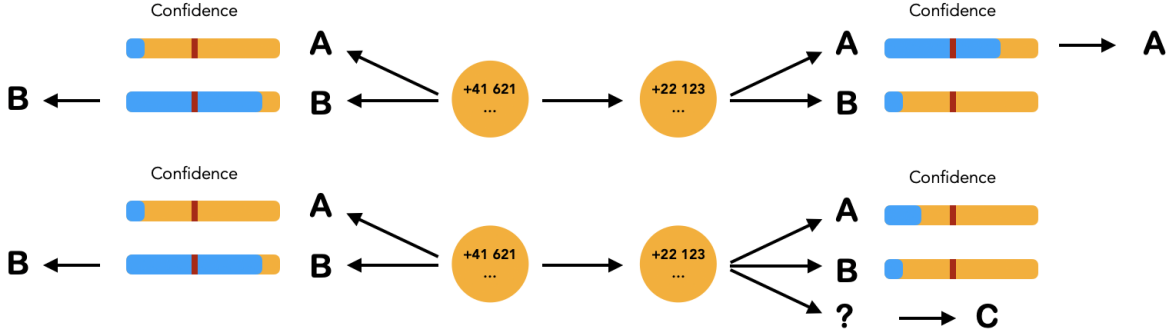 Confidence
Confidence
A
A
A
+41 621
...
+22 123
...
B
B
B
Confidence
Confidence
A
A
+41 621
...
+22 123
...
B
B
B
?
C